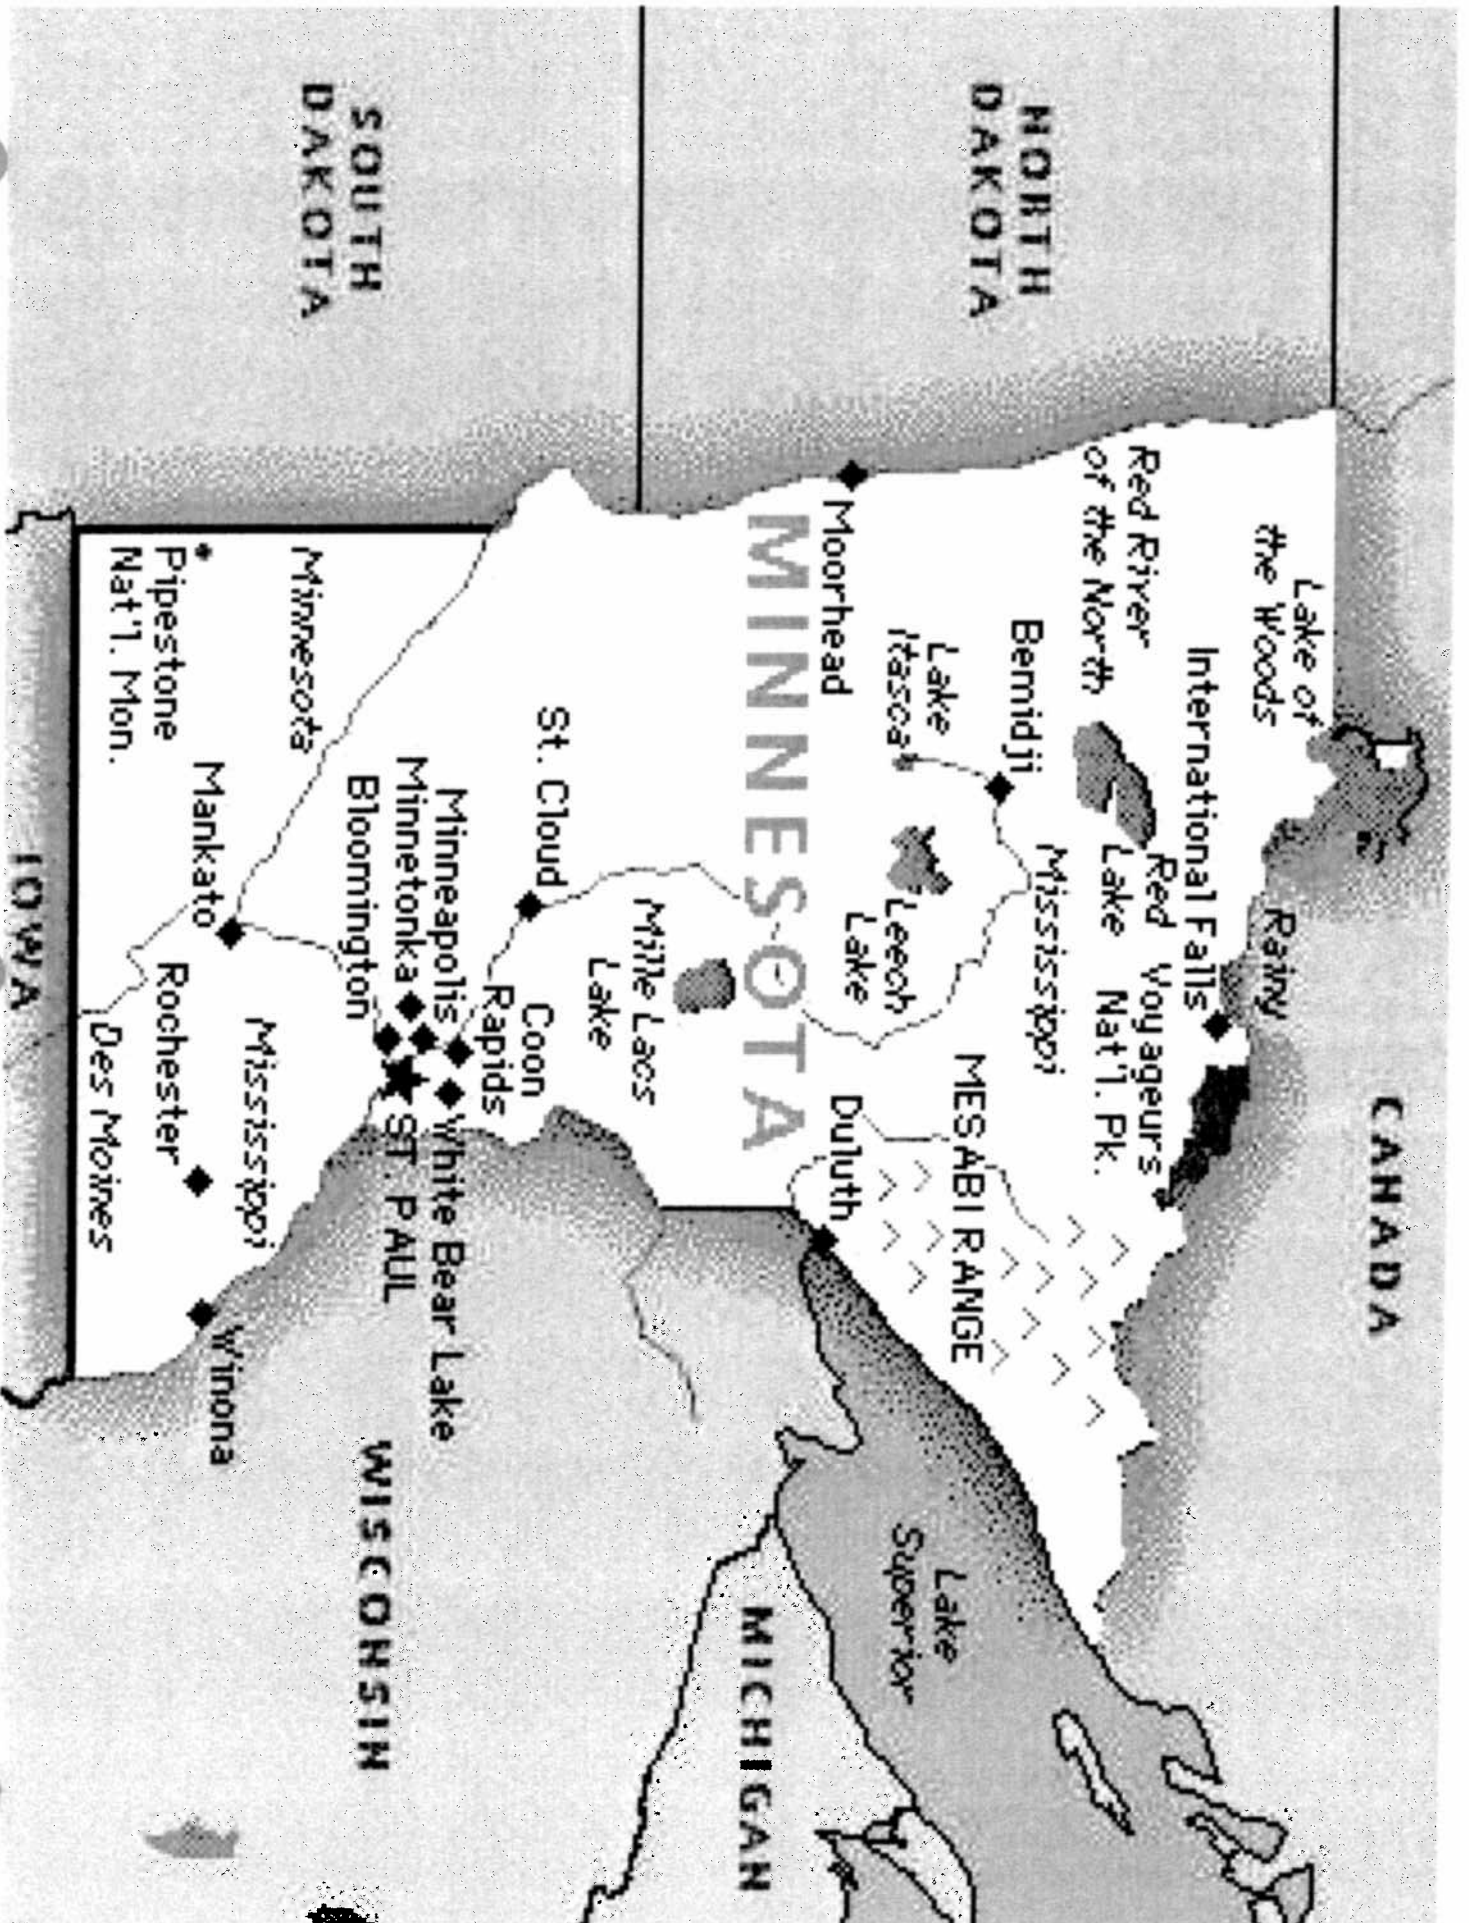 CANADA
NORTH
DAKOTA
SOUTH
DAKOTA
Lake of
the Woods
Rainy
International Falls
Red River
of the North
Red
Lake
Voyageurs
Nat'l. Pk.
Bemidji
Mississippi
Lake
Itasca
Leech
Lake
MESABI RANGE
Moorhead
Duluth
Lake
Superior
MINNESOTA
MICHIGAN
Mille Lacs
Lake
St. Cloud
Coon
Rapids
Minneapolis
White Bear Lake
Minnetonka
ST. PAUL
Bloomington
WISCONSIN
Minnesota
Mississippi
Mankato
Winona
Pipestone
Nat'l. Mon.
Rochester
Des Moines
IOWA